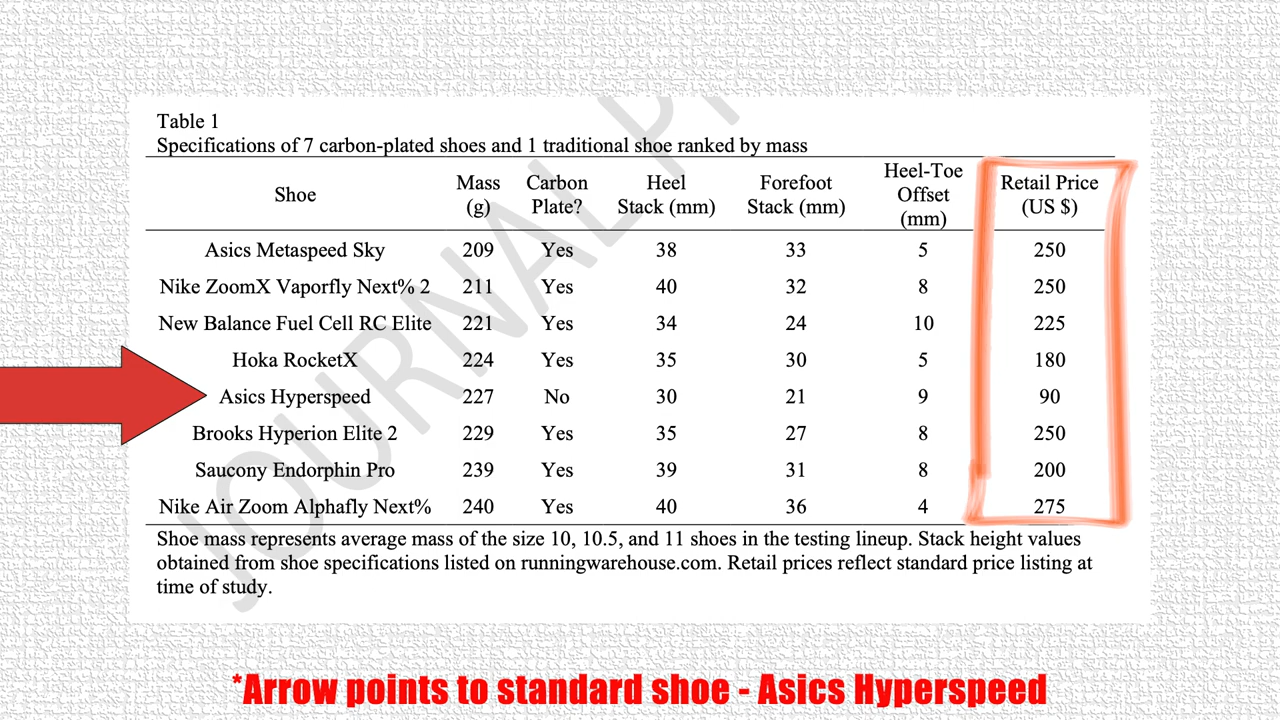 Table 1
Specifications of 7 carbon-plated shoes and 1 traditional shoe ranked by mass
Shoe Mass (g) Carbon Plate? Heel Stack (mm) Forefoot Stack (mm) Heel-Toe Offset (mm) Retail Price (US $)
Asics Metaspeed Sky 209 Yes 38 33 5 250
Nike ZoomX Vaporfly Next% 2 211 Yes 40 32 8 250
New Balance Fuel Cell RC Elite 221 Yes 34 24 10 225
Hoka RocketX 224 Yes 35 30 5 180
Asics Hyperspeed 227 No 30 21 9 90
Brooks Hyperion Elite 2 229 Yes 35 27 8 250
Saucony Endorphin Pro 239 Yes 39 31 8 200
Nike Air Zoom Alphafly Next% 240 Yes 40 36 4 275
Shoe mass represents average mass of the size 10, 10.5, and 11 shoes in the testing lineup. Stack height values
obtained from shoe specifications listed on runningwarehouse.com. Retail prices reflect standard price listing at
time of study.
JOURNAL
*Arrow points to standard shoe - Asics Hyperspeed